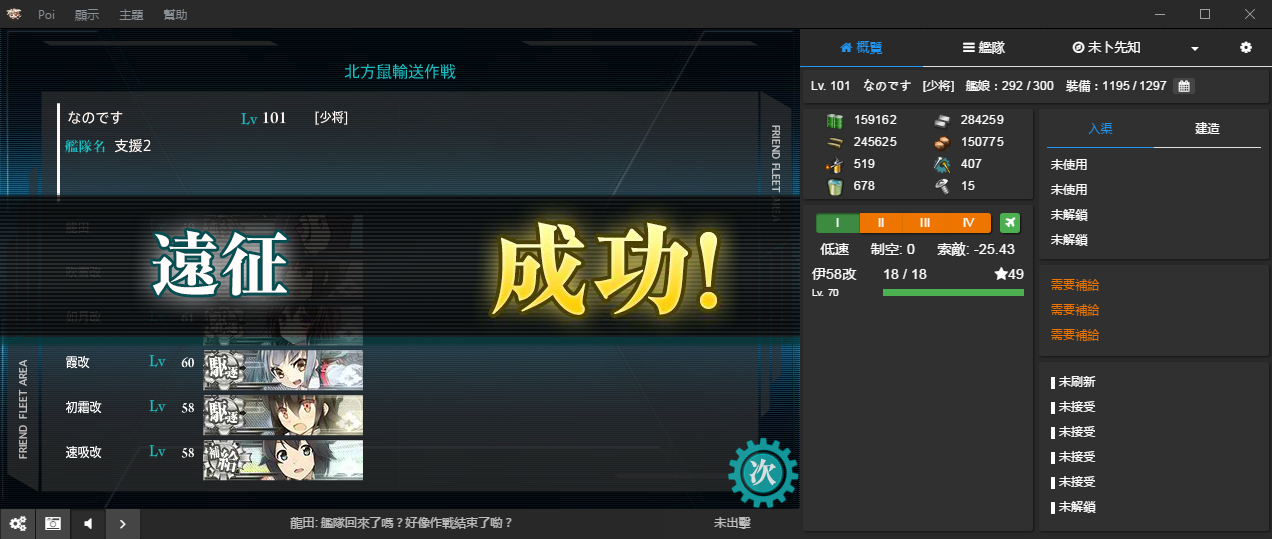 Poi 顯示 主題 幫助
北方鼠輸送作戦
なのです Lv 101 [少将]
艦隊名 支援2
FRIEND FLEET AREA
龍田
吹雪改
如月改
遠征 成功!
霞改 Lv 60
初霜改 Lv 58
速吸改 Lv 58
駆逐
駆逐
補給
FRIEND FLEET AREA
次
龍田: 艦隊回來了嗎？好像作戰結束了喲？ 未出擊
概覽 艦隊 未卜先知
Lv. 101 なのです [少将] 艦娘：292 / 300 裝備：1195 / 1297
159162 284259
245625 150775
519 407
678 15
I II III IV
低速 制空: 0 索敵: -25.43
伊58改 18 / 18 ★49
Lv. 70
入渠 建造
未使用
未使用
未解鎖
未解鎖
需要補給
需要補給
需要補給
未刷新
未接受
未接受
未接受
未接受
未解鎖